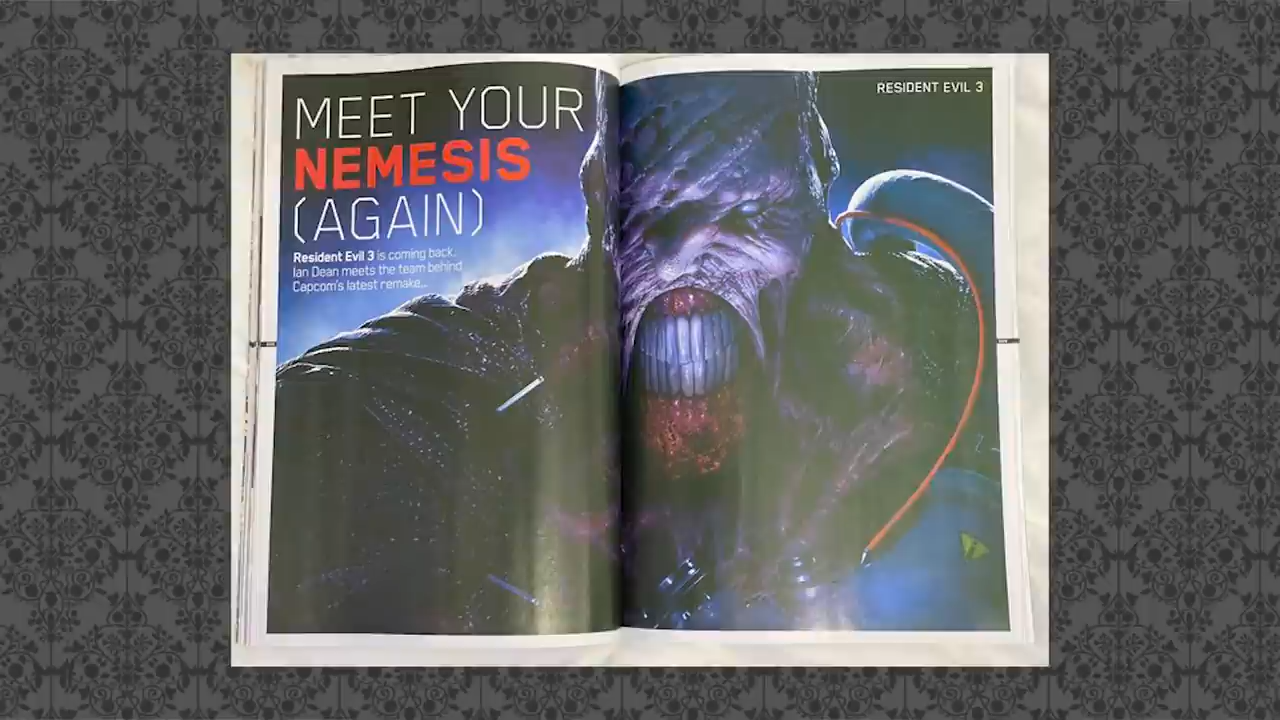 MEET YOUR
NEMESIS
(AGAIN)
Resident Evil 3 is coming back.
Ian Dean meets the team behind
Capcom's latest remake...
RESIDENT EVIL 3